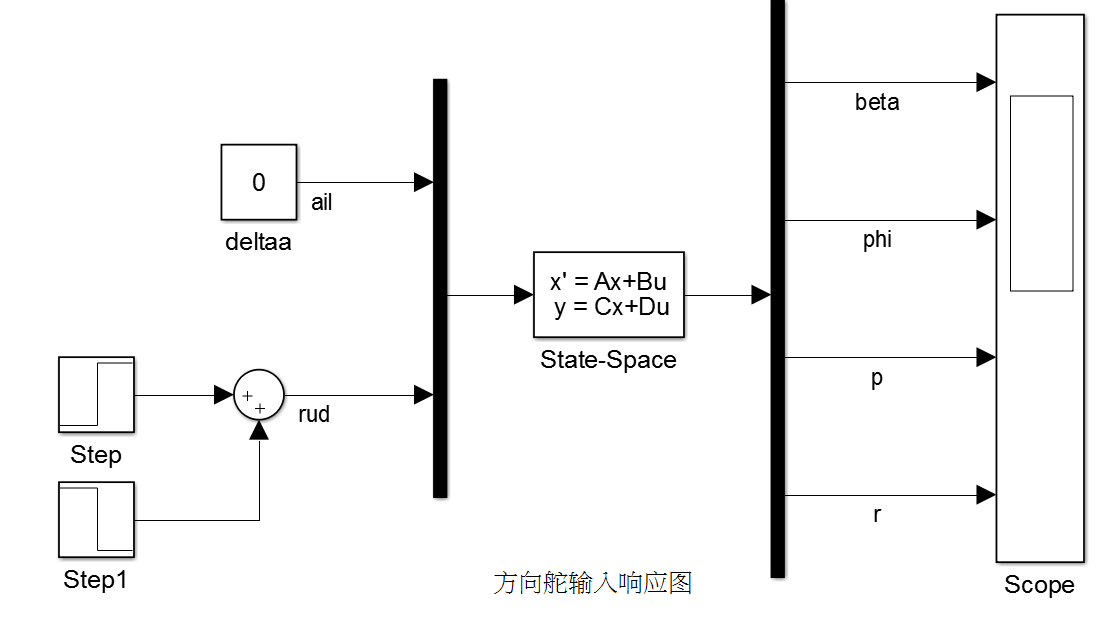 0
ail
deltaa
+
+
rud
Step
Step1
x' = Ax+Bu
y = Cx+Du
State-Space
beta
phi
p
r
Scope
方向舵输入响应图